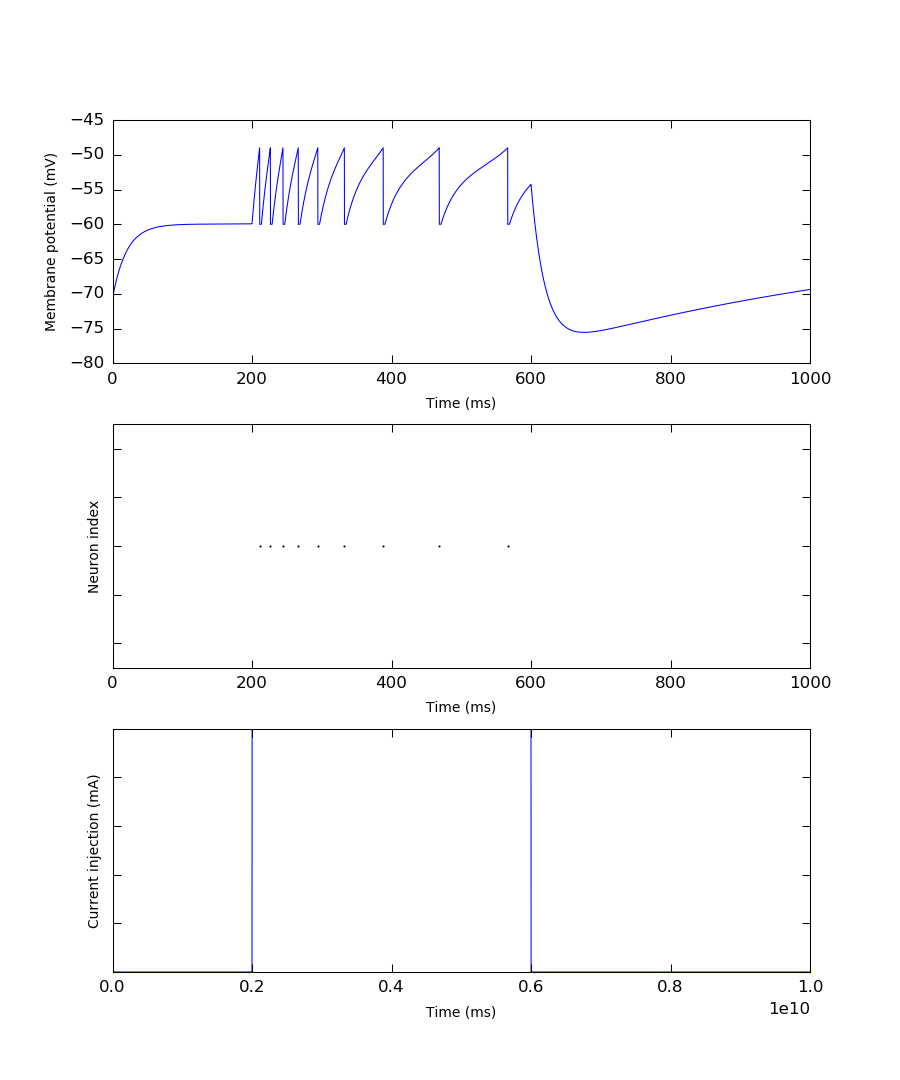 −45
−50
−55
−60
−65
−70
−75
−80
Membrane potential (mV)
0 200 400 600 800 1000
Time (ms)
Neuron index
0 200 400 600 800 1000
Time (ms)
Current injection (mA)
0.0 0.2 0.4 0.6 0.8 1.0
1e10
Time (ms)